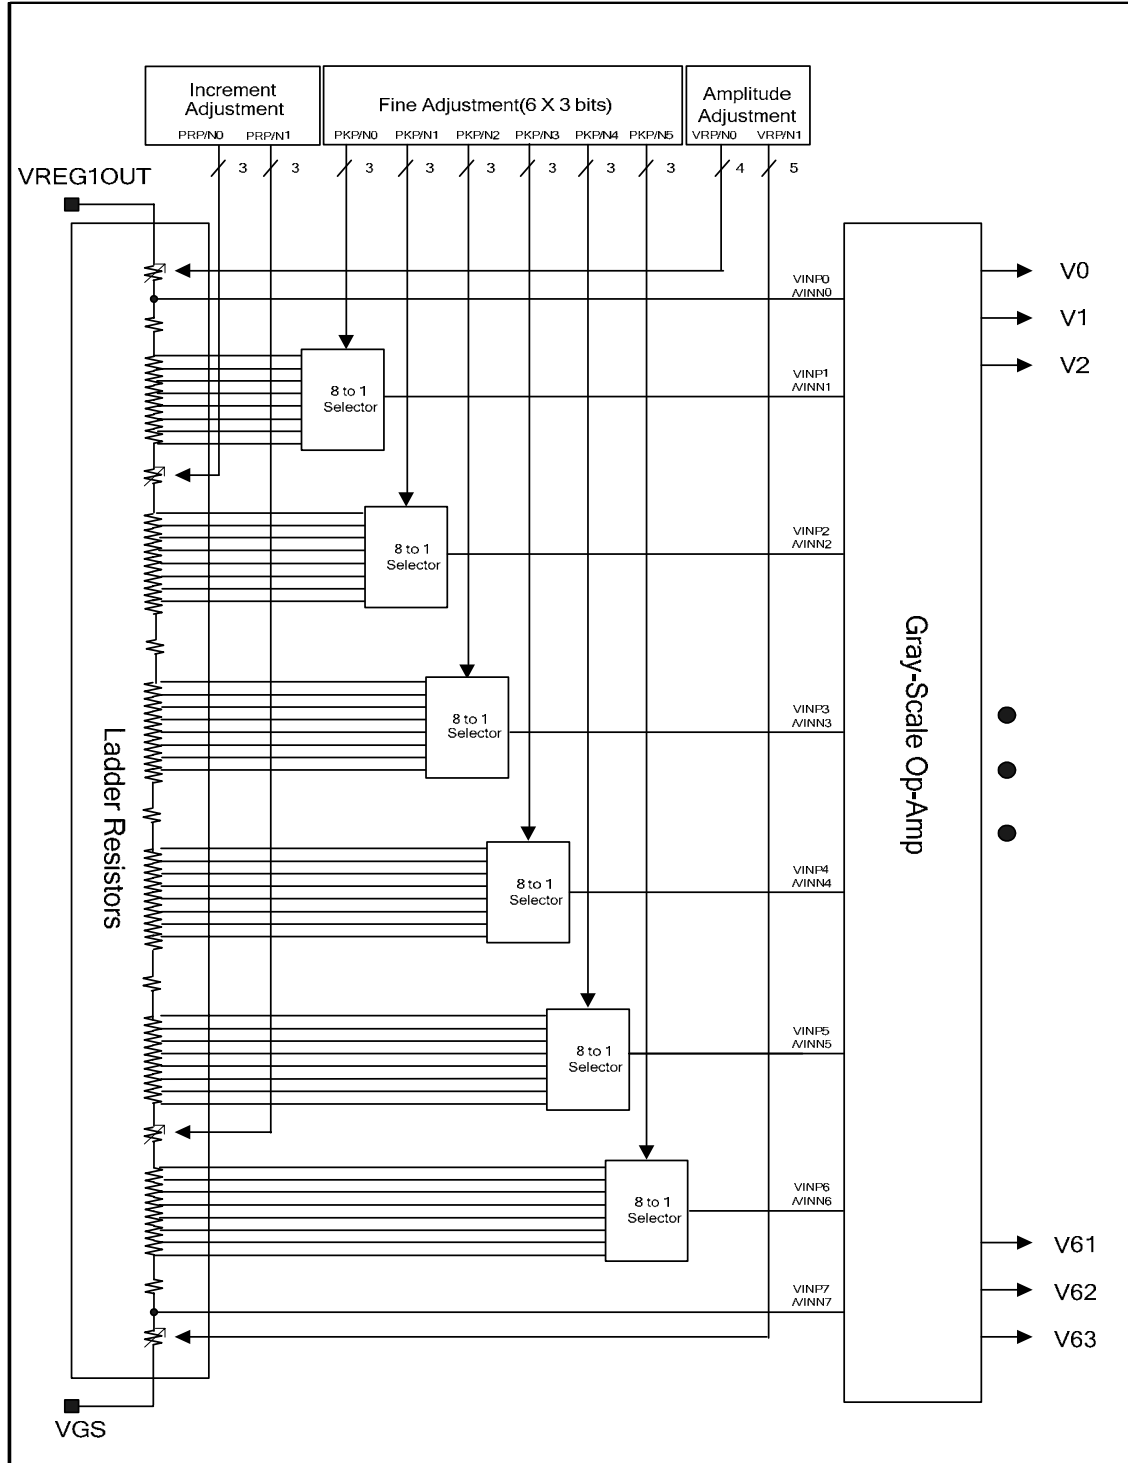 Increment
Adjustment
PRP/N0 PRP/N1
Fine Adjustment(6 X 3 bits)
PKP/N0 PKP/N1 PKP/N2 PKP/N3 PKP/N4 PKP/N5
Amplitude
Adjustment
VRP/N0 VRP/N1
3 3 3 3 3 3 3 3 4 5
VREG1OUT
VINP0
/VINN0
V0
V1
V2
8 to 1
Selector
VINP1
/VINN1
8 to 1
Selector
VINP2
/VINN2
8 to 1
Selector
VINP3
/VINN3
Ladder Resistors
Gray-Scale Op-Amp
8 to 1
Selector
VINP4
/VINN4
8 to 1
Selector
VINP5
/VINN5
8 to 1
Selector
VINP6
/VINN6
VINP7
/VINN7
V61
V62
V63
VGS